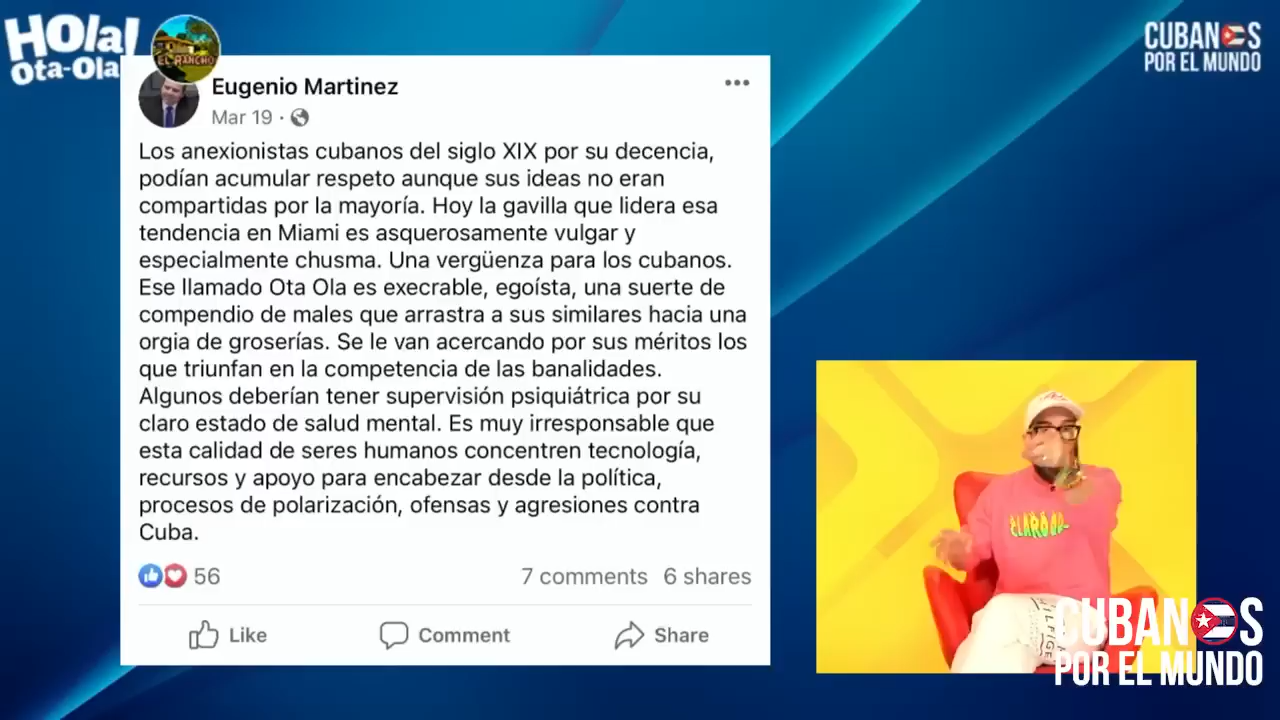 HOla!
Ota-Ola
EL RANCHO
CUBANOS
POR EL MUNDO
Eugenio Martinez
Mar 19 ·
Los anexionistas cubanos del siglo XIX por su decencia,
podían acumular respeto aunque sus ideas no eran
compartidas por la mayoría. Hoy la gavilla que lidera esa
tendencia en Miami es asquerosamente vulgar y
especialmente chusma. Una vergüenza para los cubanos.
Ese llamado Ota Ola es execrable, egoísta, una suerte de
compendio de males que arrastra a sus similares hacia una
orgia de groserías. Se le van acercando por sus méritos los
que triunfan en la competencia de las banalidades.
Algunos deberían tener supervisión psiquiátrica por su
claro estado de salud mental. Es muy irresponsable que
esta calidad de seres humanos concentren tecnología,
recursos y apoyo para encabezar desde la política,
procesos de polarización, ofensas y agresiones contra
Cuba.
56
7 comments 6 shares
Like Comment Share
CUBANOS
POR EL MUNDO